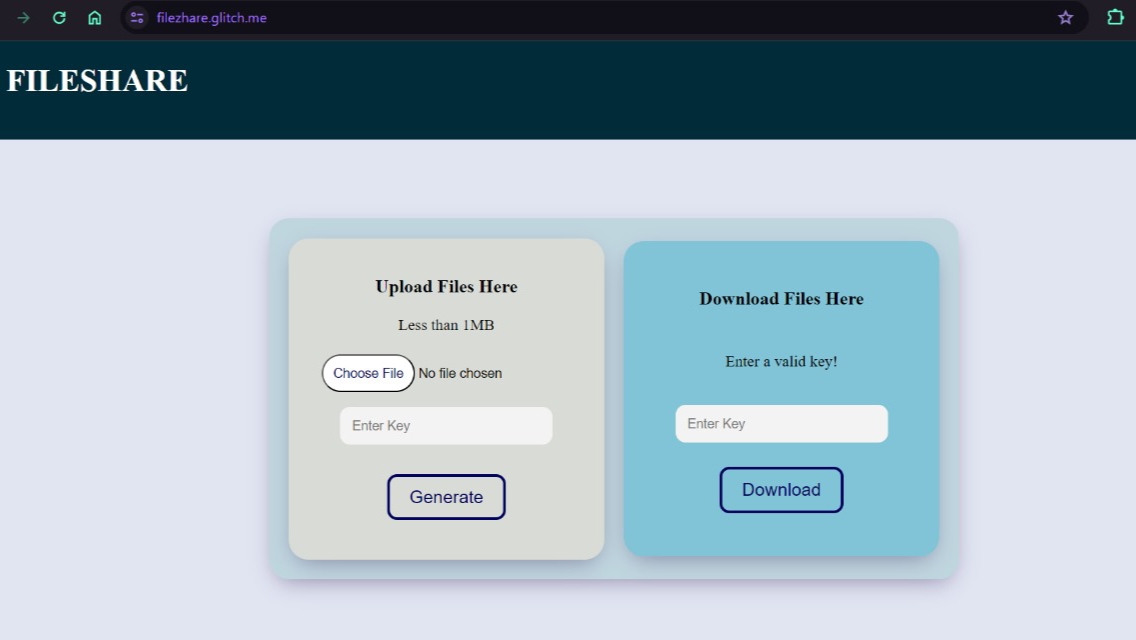 filezhare.glitch.me
FILESHARE
Upload Files Here
Less than 1MB
Choose File No file chosen
Enter Key
Generate
Download Files Here
Enter a valid key!
Enter Key
Download